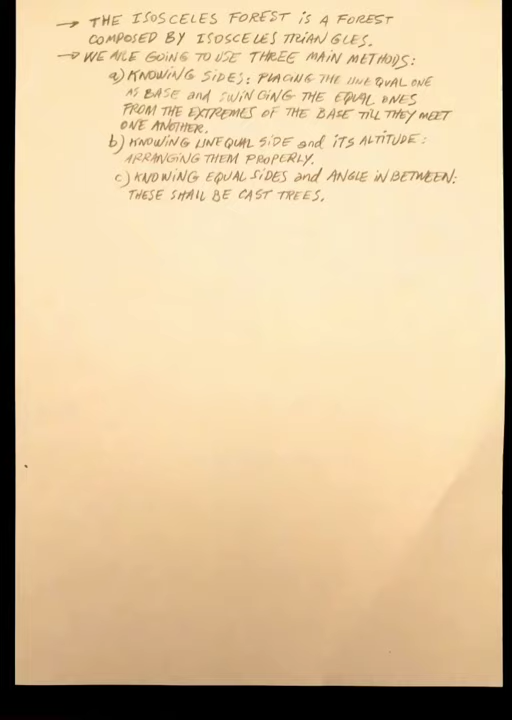 → THE ISOSCELES FOREST iS A FOREST
COMPOSED BY ISOSCELES TRIANGLES.
→ WE ARE GOING TO USE THREE MAIN METHODS:
a) KNOWING SIDES: PLACING THE UNEQUAL ONE
AS BASE and SWINGING THE EQUAL ONES
FROM THE EXTREMES OF THE BASE TILL THEY MEET
ONE ANOTHER.
b) KNOWING UNEQUAL SIDE and iTS ALTITUDE:
ARRANGING THEM PROPERLY.
c) KNOWING EQUAL SIDES and ANGLE IN BETWEEN:
THESE SHALL BE CAST TREES.